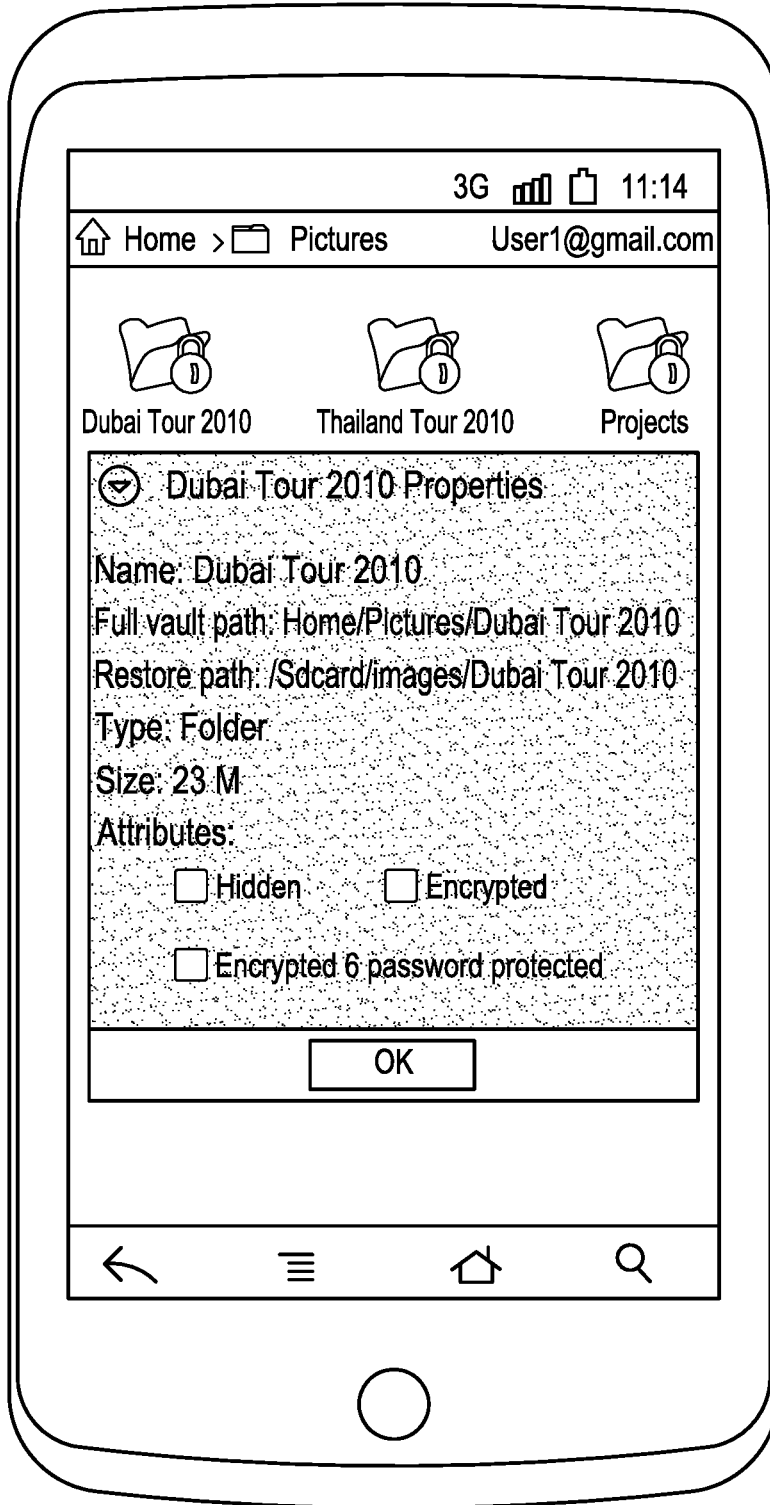 3G 11:14
Home > Pictures User1@gmail.com
Dubai Tour 2010 Thailand Tour 2010 Projects
Dubai Tour 2010 Properties
Name: Dubai Tour 2010
Full vault path: Home/Pictures/Dubai Tour 2010
Restore path: /Sdcard/images/Dubai Tour 2010
Type: Folder
Size: 23 M
Attributes:
Hidden Encrypted
Encrypted 6 password protected
OK